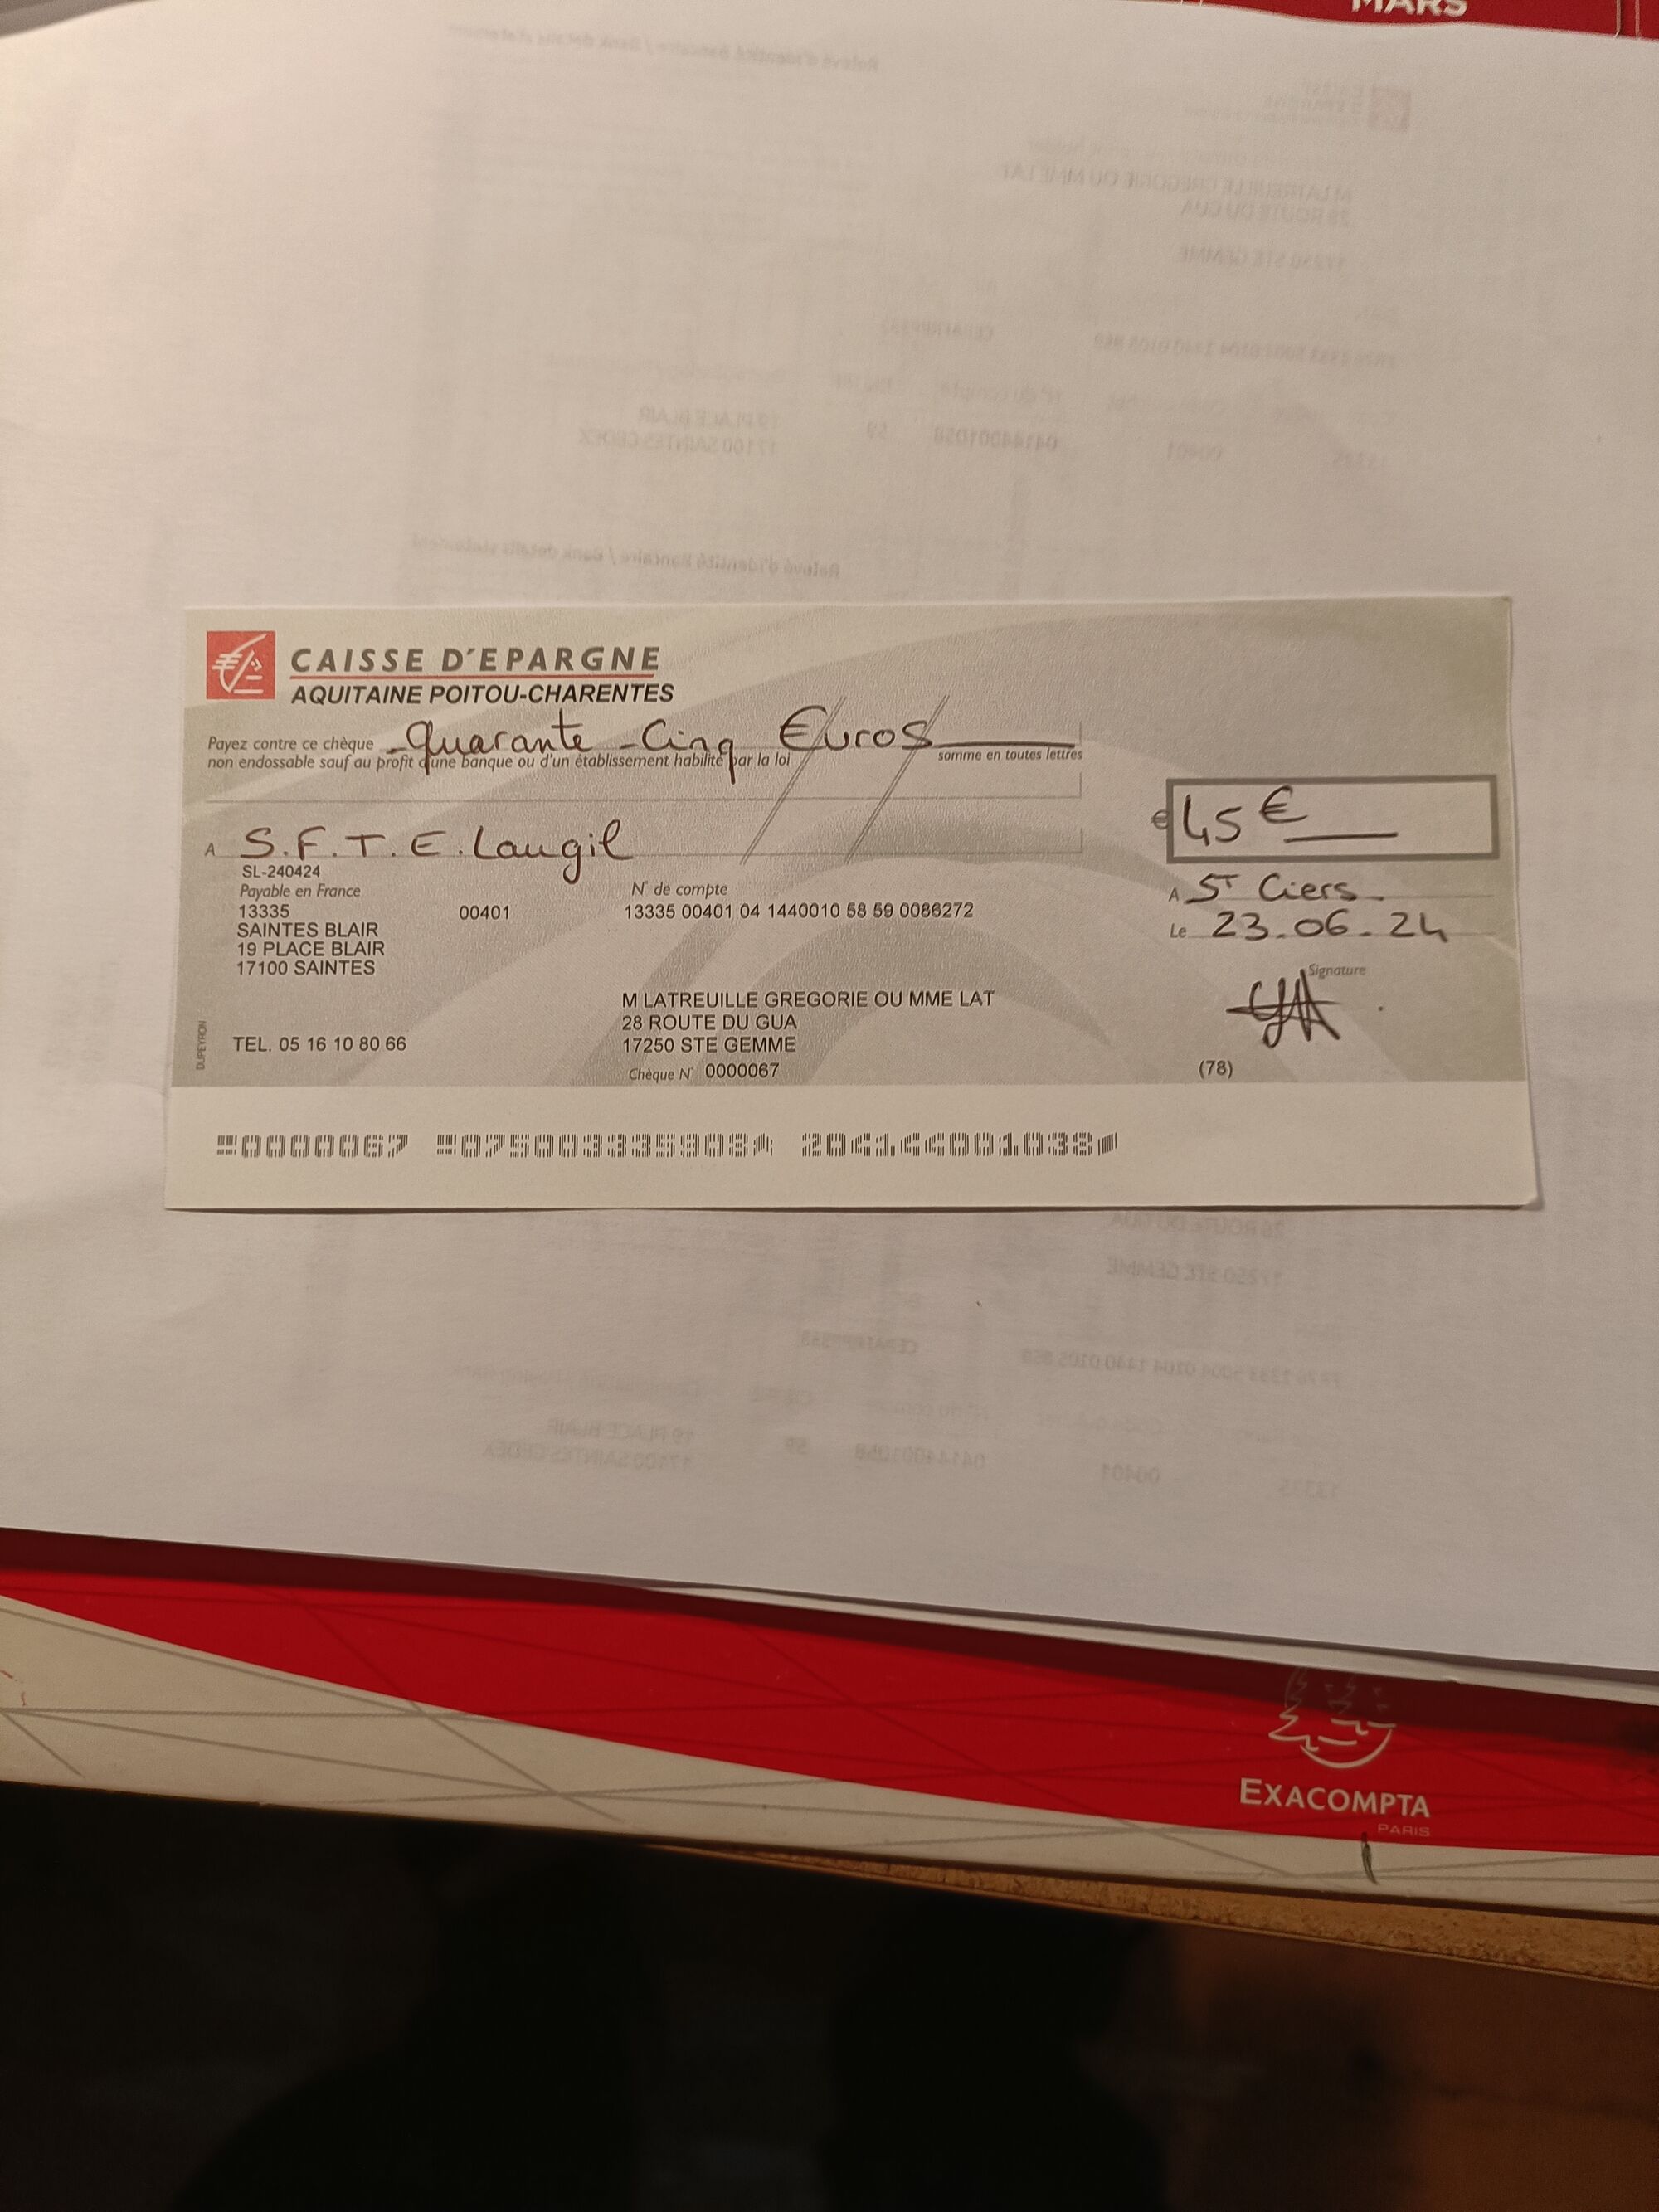 MARS
CAISSE D'EPARGNE
AQUITAINE POITOU-CHARENTES
Payez contre ce chèque Quarante-Cinq Euros
non endossable sauf au profit d'une banque ou d'un établissement habilité par la loi
somme en toutes lettres
€ 45 €
A S.F.T.E. Laugil
SL-240424
Payable en France
N° de compte
A ST Ciers
13335 00401 13335 00401 04 1440010 58 59 0086272
Le 23.06.24
SAINTES BLAIR
19 PLACE BLAIR
17100 SAINTES
Signature
M LATREUILLE GREGORIE OU MME LAT
28 ROUTE DU GUA
17250 STE GEMME
TEL. 05 16 10 80 66
Chèque N° 0000067
(78)
DUPEYRON
0000067 075003335908 204144001038
EXACOMPTA
PARIS